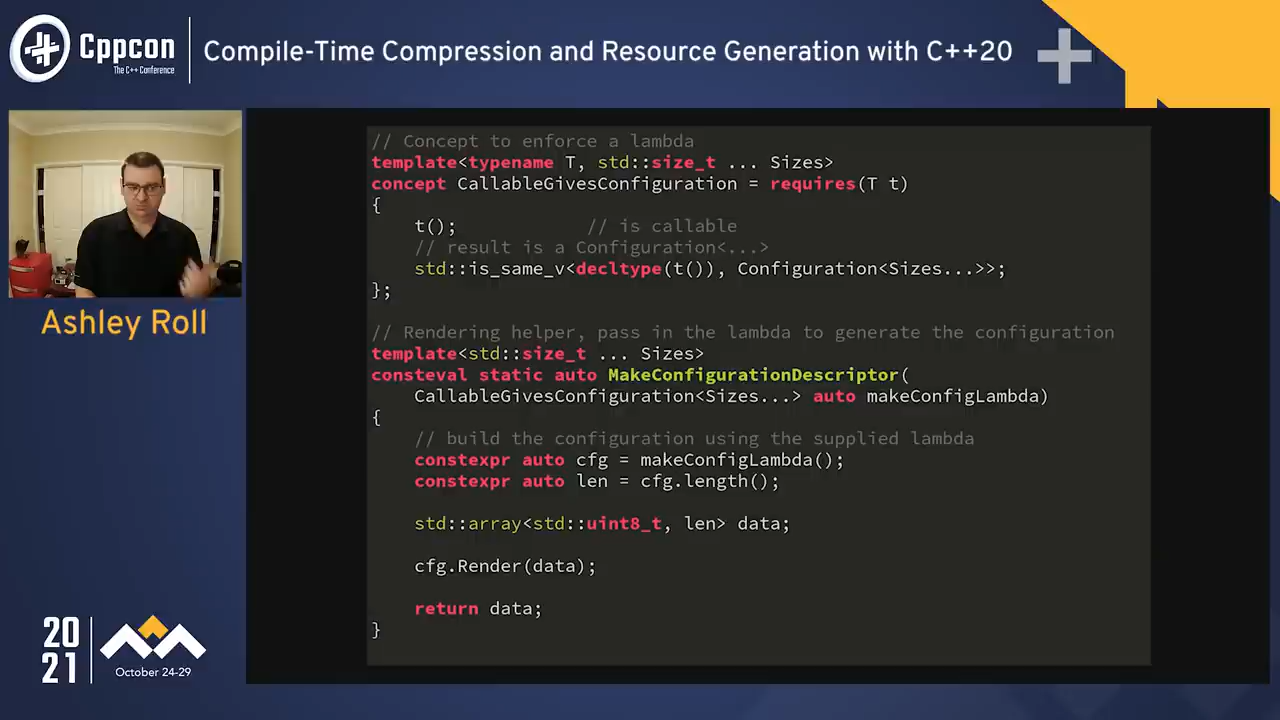 Cppcon
The C++ Conference
Compile-Time Compression and Resource Generation with C++20
// Concept to enforce a lambda
template<typename T, std::size_t ... Sizes>
concept CallableGivesConfiguration = requires(T t)
{
    t();            // is callable
    // result is a Configuration<...>
    std::is_same_v<decltype(t()), Configuration<Sizes...>>;
};
// Rendering helper, pass in the lambda to generate the configuration
template<std::size_t ... Sizes>
consteval static auto MakeConfigurationDescriptor(
    CallableGivesConfiguration<Sizes...> auto makeConfigLambda)
{
    // build the configuration using the supplied lambda
    constexpr auto cfg = makeConfigLambda();
    constexpr auto len = cfg.length();
    std::array<std::uint8_t, len> data;
    cfg.Render(data);
    return data;
}
Ashley Roll
20
21
October 24-29